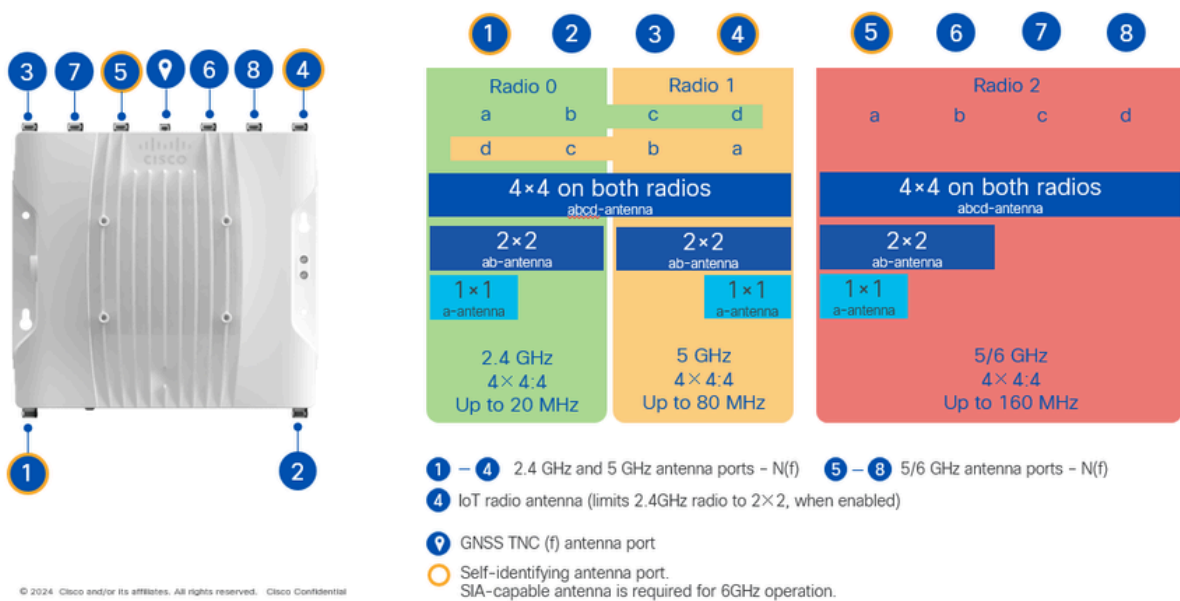 3 7 5 6 8 4
CISCO
1 2
© 2024 Cisco and/or its affiliates. All rights reserved. Cisco Confidential
1 2 3 4 5 6 7 8
Radio 0 Radio 1 Radio 2
a b c d a b c d
d c b a
4×4 on both radios 4×4 on both radios
abcd-antenna abcd-antenna
2×2 2×2 2×2
ab-antenna ab-antenna ab-antenna
1×1 1×1 1×1
a-antenna a-antenna a-antenna
2.4 GHz 5 GHz 5/6 GHz
4×4:4 4×4:4 4×4:4
Up to 20 MHz Up to 80 MHz Up to 160 MHz
1 – 4 2.4 GHz and 5 GHz antenna ports - N(f) 5 – 8 5/6 GHz antenna ports - N(f)
4 IoT radio antenna (limits 2.4GHz radio to 2×2, when enabled)
GNSS TNC (f) antenna port
Self-identifying antenna port.
SIA-capable antenna is required for 6GHz operation.